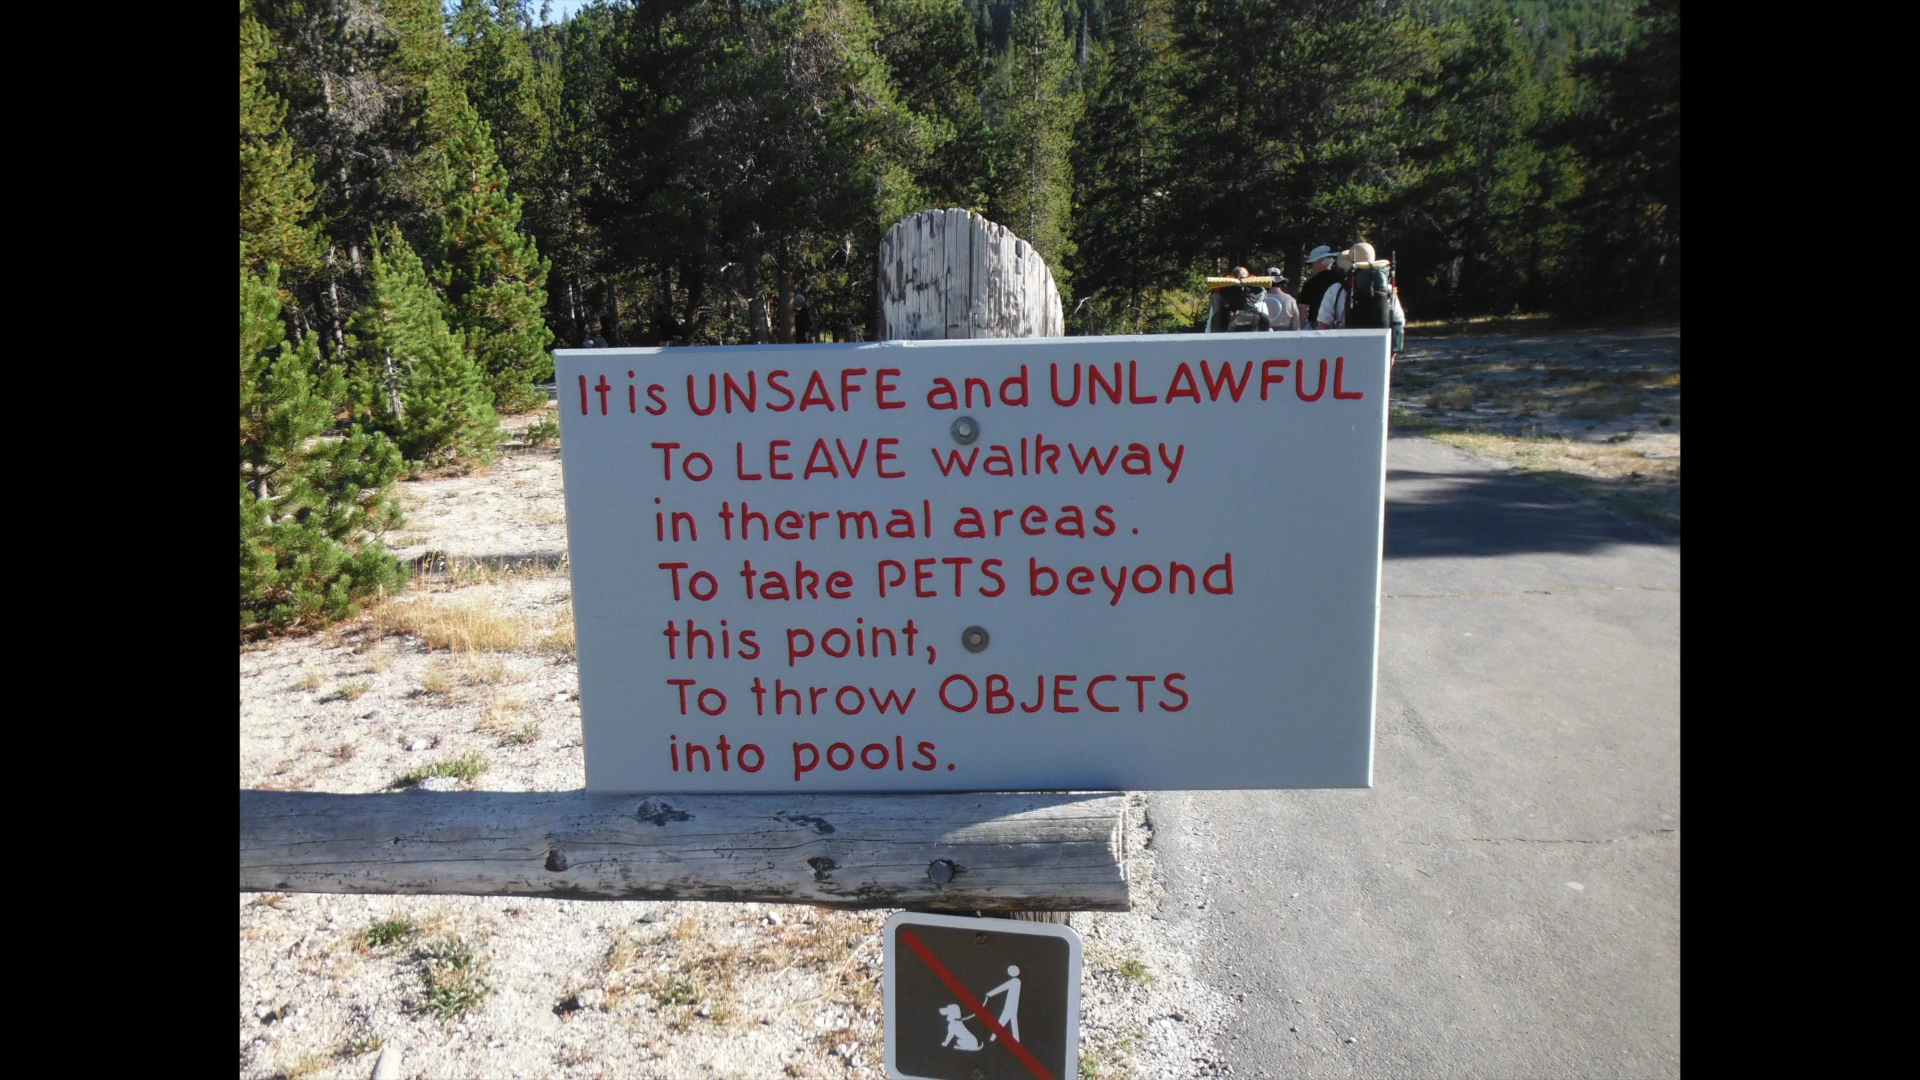 It is UNSAFE and UNLAWFUL
To LEAVE walkway
in thermal areas.
To take PETS beyond
this point,
To throw OBJECTS
into pools.